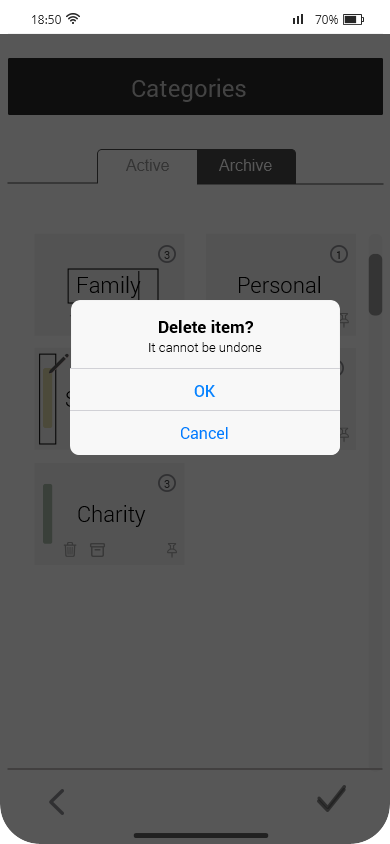 18:50 70%
Categories
Active Archive
3 1
Family Personal
Delete item?
It cannot be undone
OK
Cancel
3
Charity